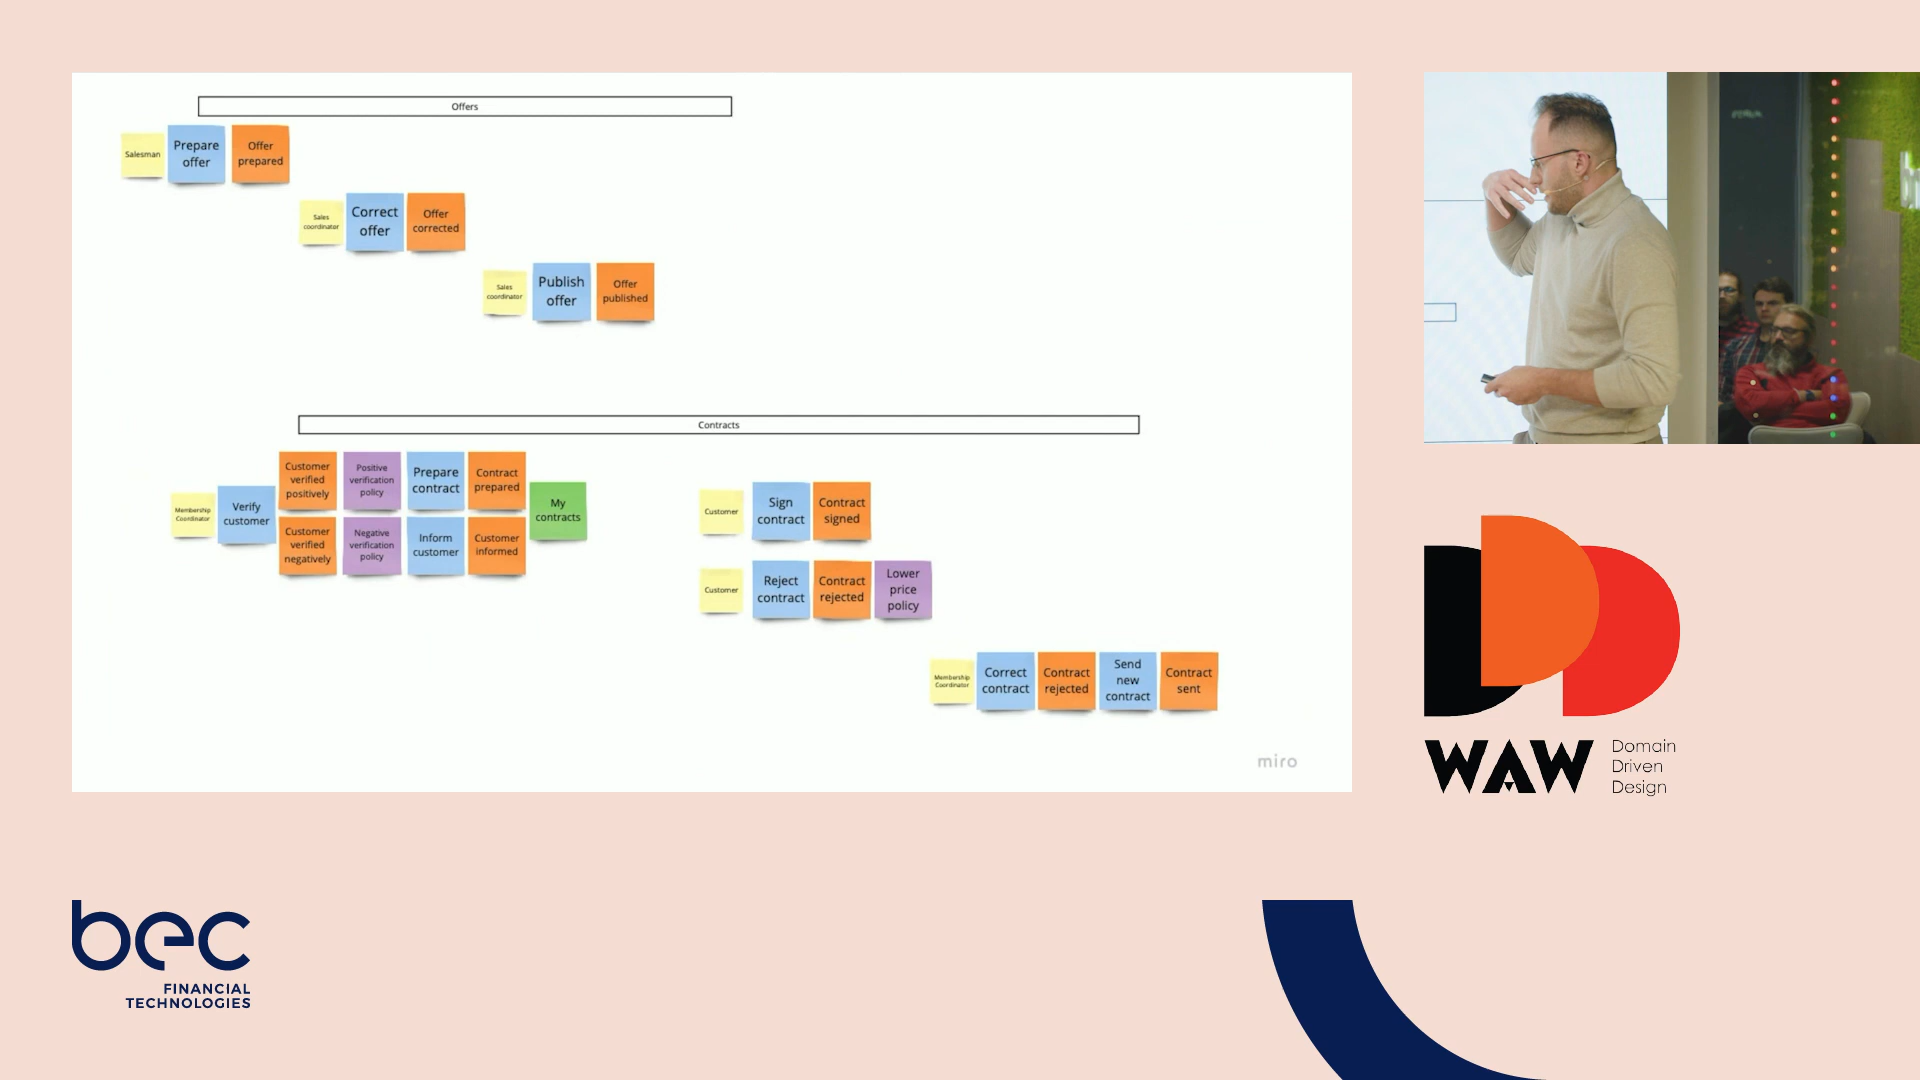 Offers
Salesman
Prepare
offer
Offer
prepared
Sales
coordinator
Correct
offer
Offer
corrected
Sales
coordinator
Publish
offer
Offer
published
Contracts
Membership
Coordinator
Verify
customer
Customer
verified
positively
Positive
verification
policy
Prepare
contract
Contract
prepared
Customer
verified
negatively
Negative
verification
policy
Inform
customer
Customer
informed
My
contracts
Customer
Sign
contract
Contract
signed
Customer
Reject
contract
Contract
rejected
Lower
price
policy
Membership
Coordinator
Correct
contract
Contract
rejected
Send
new
contract
Contract
sent
miro
DDD
WAW
Domain
Driven
Design
bec
FINANCIAL
TECHNOLOGIES